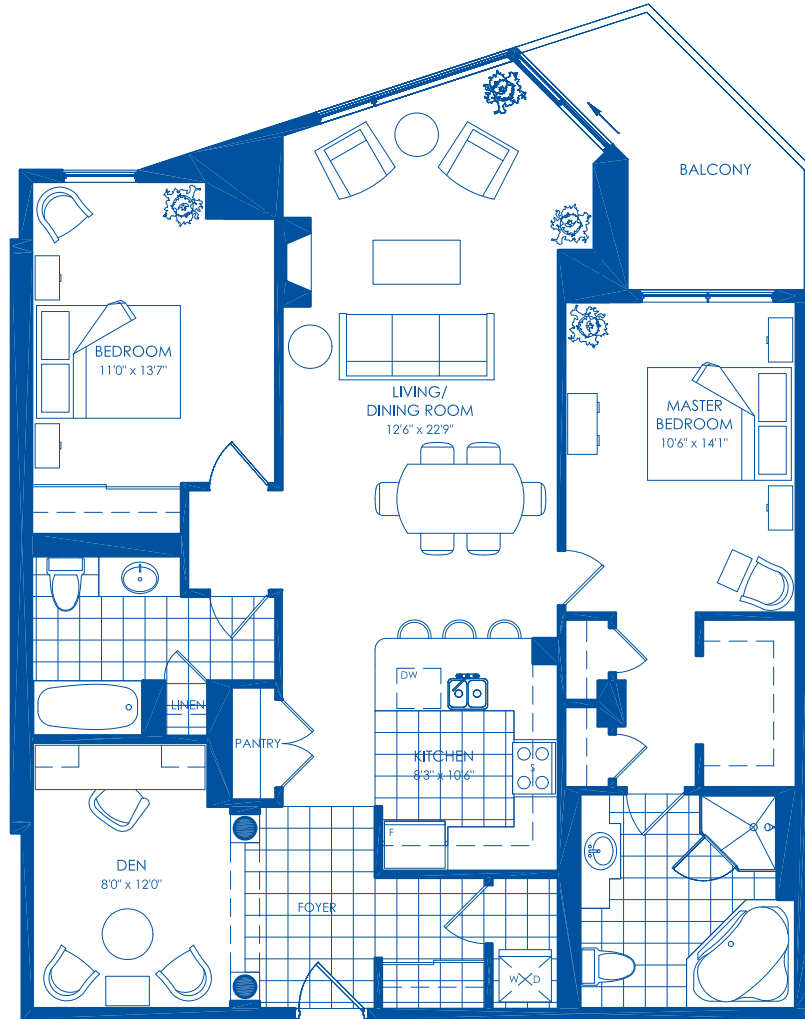 BALCONY
BEDROOM
11'0" x 13'7"
LIVING/
DINING ROOM
12'6" x 22'9"
MASTER
BEDROOM
10'6" x 14'1"
DW
LINEN
PANTRY
KITCHEN
8'3" x 10'6"
S
F
DEN
8'0" x 12'0"
FOYER
W D